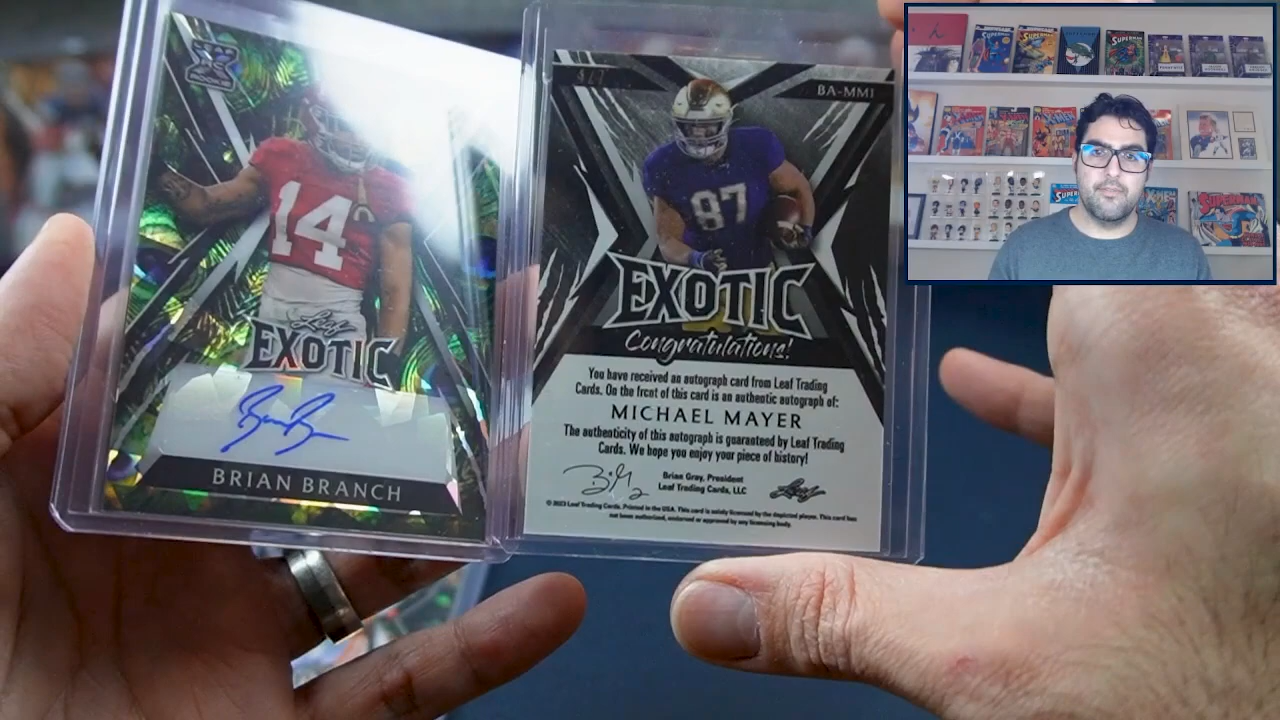 14
Leaf
EXOTIC
BRIAN BRANCH
BA-MM1
87
EXOTIC
Congratulations!
You have received an autograph card from Leaf Trading
Cards. On the front of this card is an authentic autograph of:
MICHAEL MAYER
The authenticity of this autograph is guaranteed by Leaf Trading
Cards. We hope you enjoy your piece of history!
Brian Gray, President
Leaf Trading Cards, LLC
Leaf
© 2023 Leaf Trading Cards. Printed in the USA. This card is solely licensed by the depicted player. This card has
not been authorized, endorsed or approved by any licensing body.
SUPERMAN
SUPERMAN
SUPERMAN
X-MEN
SUPERMAN